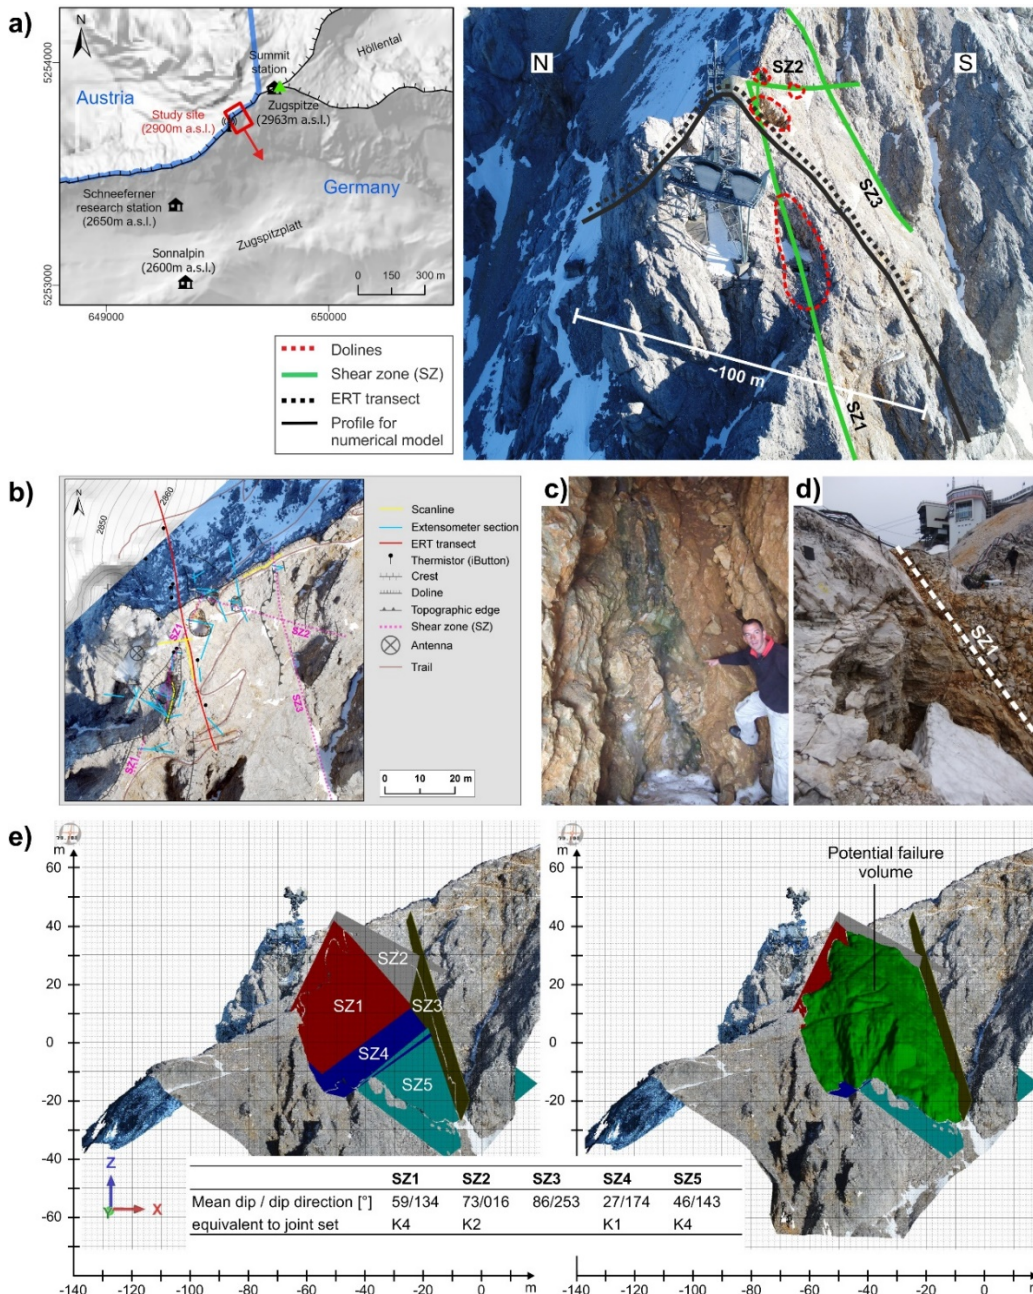 a)
N
Höllental
Summit
station
Austria
Zugspitze
(2963m a.s.l.)
Study site
(2900m a.s.l.)
Germany
Schneeferner
research station
(2650m a.s.l.)
Zugspitzplatt
Sonnalpin
(2600m a.s.l.)
0 150 300 m
5254000
5253000
649000 650000
Dolines
Shear zone (SZ)
ERT transect
Profile for
numerical model
N
S
SZ2
SZ3
~100 m
SZ1
b)
N
2850
2860
SZ1
SZ2
SZ3
SZ1
Scanline
Extensometer section
ERT transect
Thermistor (iButton)
Crest
Doline
Topographic edge
Shear zone (SZ)
Antenna
Trail
0 10 20 m
c)
d)
SZ1
e)
m
60
40
20
0
-20
-40
-60
SZ2
SZ1
SZ3
SZ4
SZ5
Z
Y
X
-140 -120 -100 -80 -60 -40 -20 0 m
m
60
40
20
0
-20
Potential failure
volume
-140 -120 -100 -80 -60 -40 -20 0 m
SZ1 SZ2 SZ3 SZ4 SZ5
Mean dip / dip direction [°] 59/134 73/016 86/253 27/174 46/143
equivalent to joint set K4 K2 K1 K4